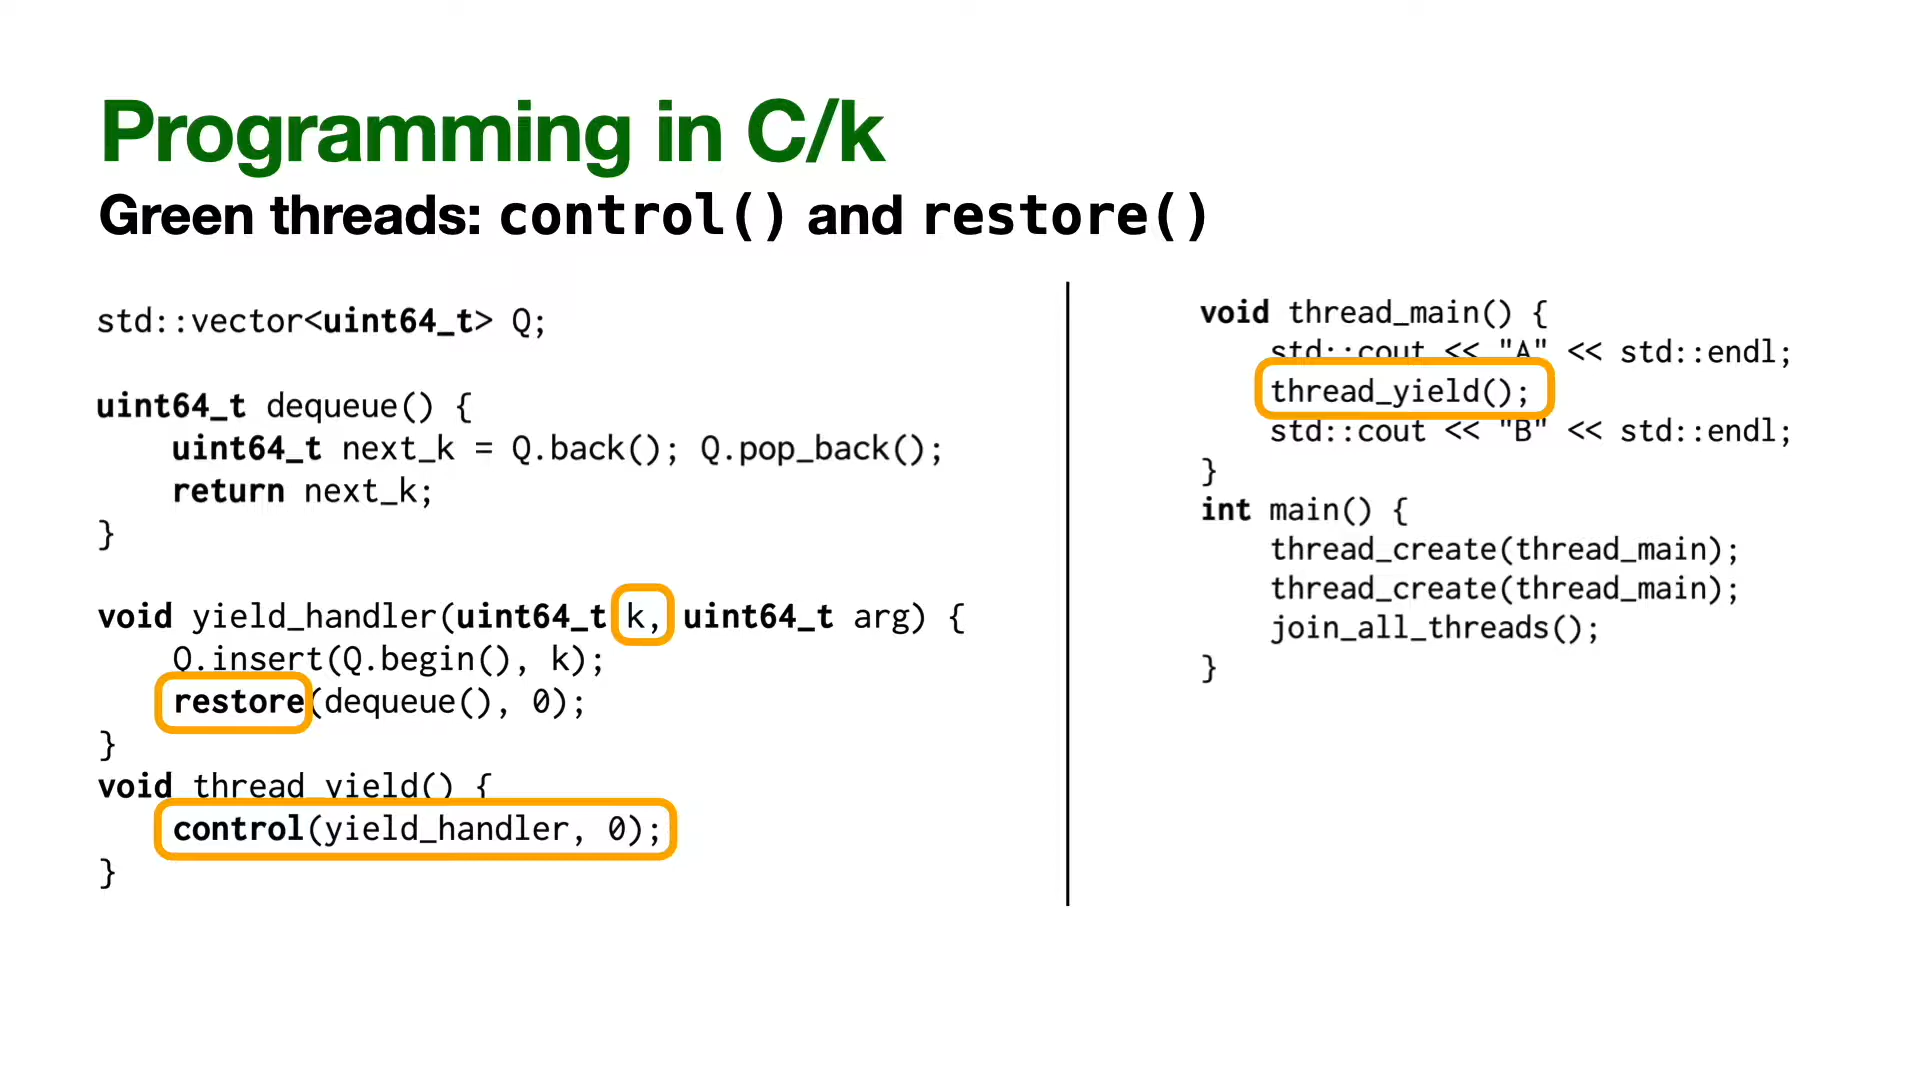 Programming in C/k
Green threads: control() and restore()
std::vector<uint64_t> Q;
uint64_t dequeue() {
uint64_t next_k = Q.back(); Q.pop_back();
return next_k;
}
void yield_handler(uint64_t k, uint64_t arg) {
Q.insert(Q.begin(), k);
restore(dequeue(), 0);
}
void thread_yield() {
control(yield_handler, 0);
}
void thread_main() {
std::cout << "A" << std::endl;
thread_yield();
std::cout << "B" << std::endl;
}
int main() {
thread_create(thread_main);
thread_create(thread_main);
join_all_threads();
}